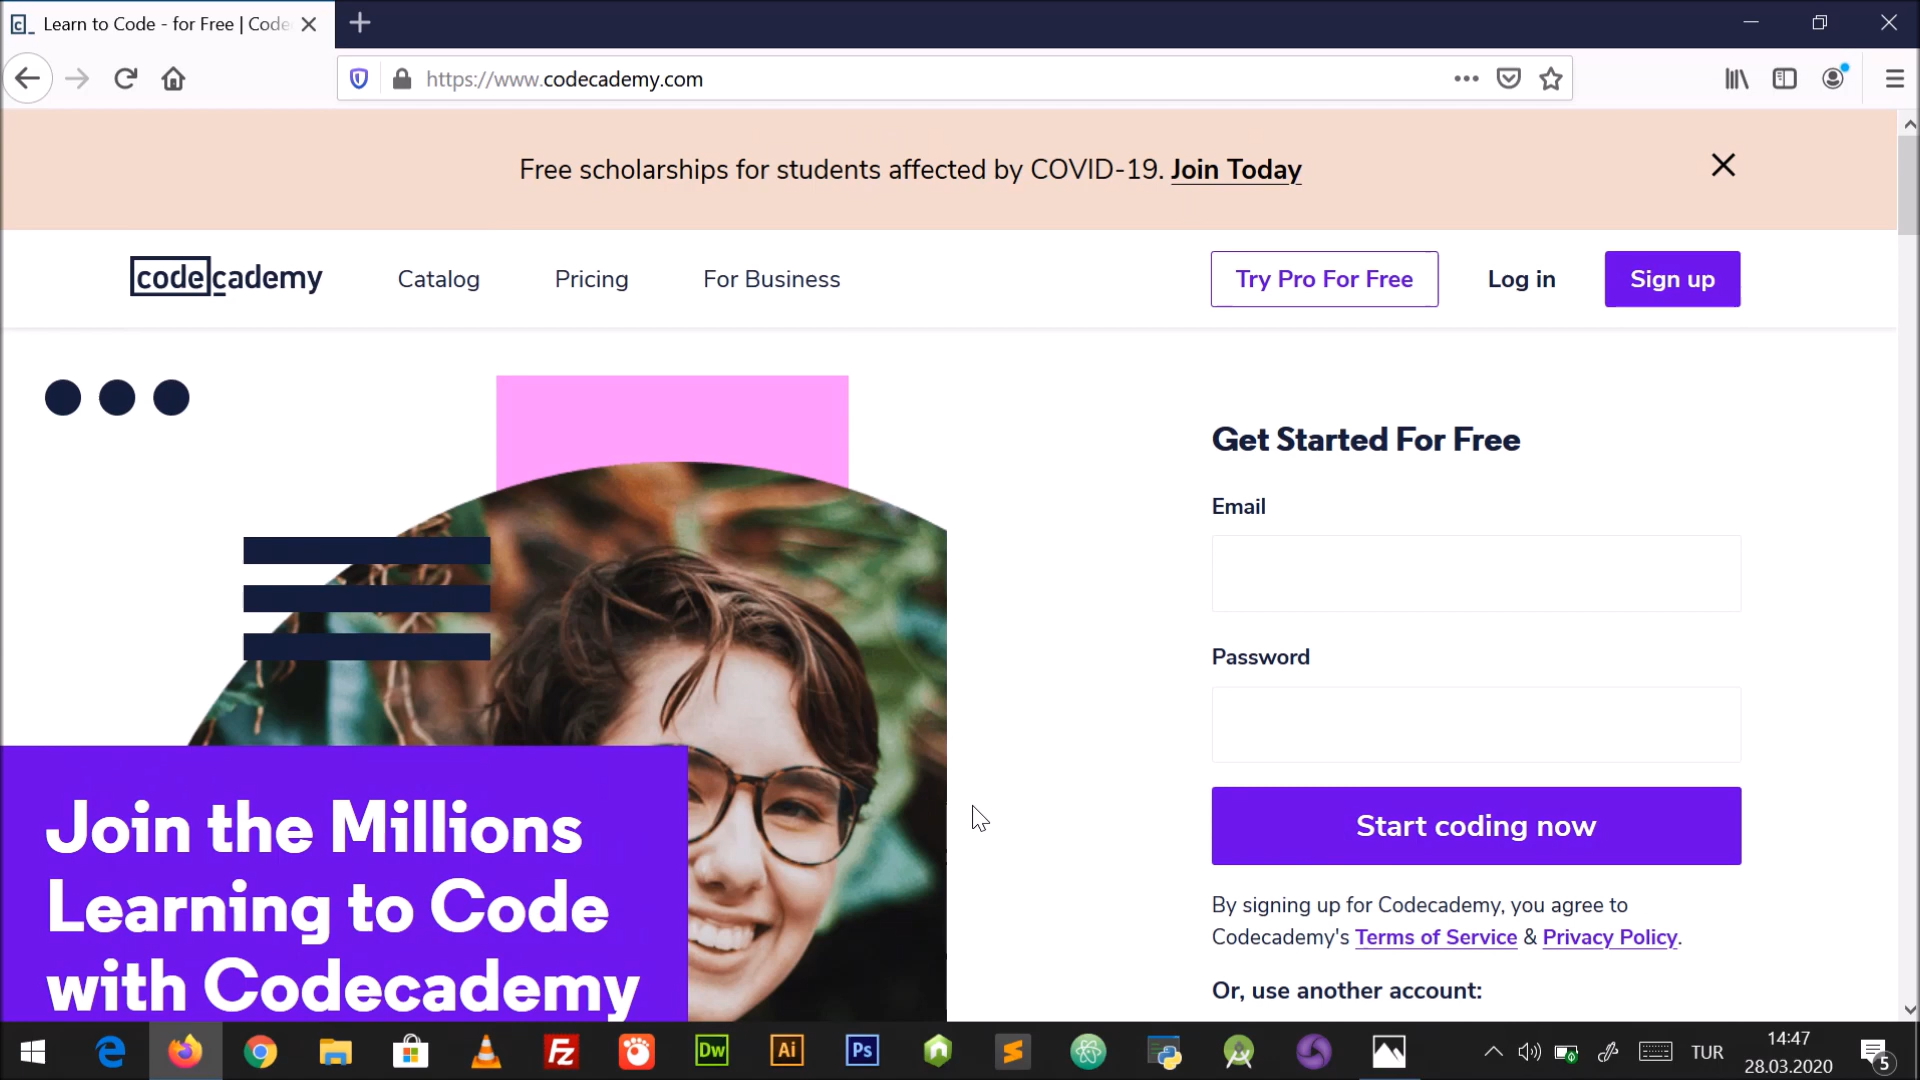 Learn to Code - for Free | Code
https://www.codecademy.com
Free scholarships for students affected by COVID-19. Join Today
codecademy
Catalog
Pricing
For Business
Try Pro For Free
Log in
Sign up
Get Started For Free
Email
Password
Start coding now
By signing up for Codecademy, you agree to
Codecademy's Terms of Service & Privacy Policy.
Or, use another account:
Join the Millions
Learning to Code
with Codecademy
Fz
Dw
Ai
Ps
TUR
14:47
28.03.2020
5